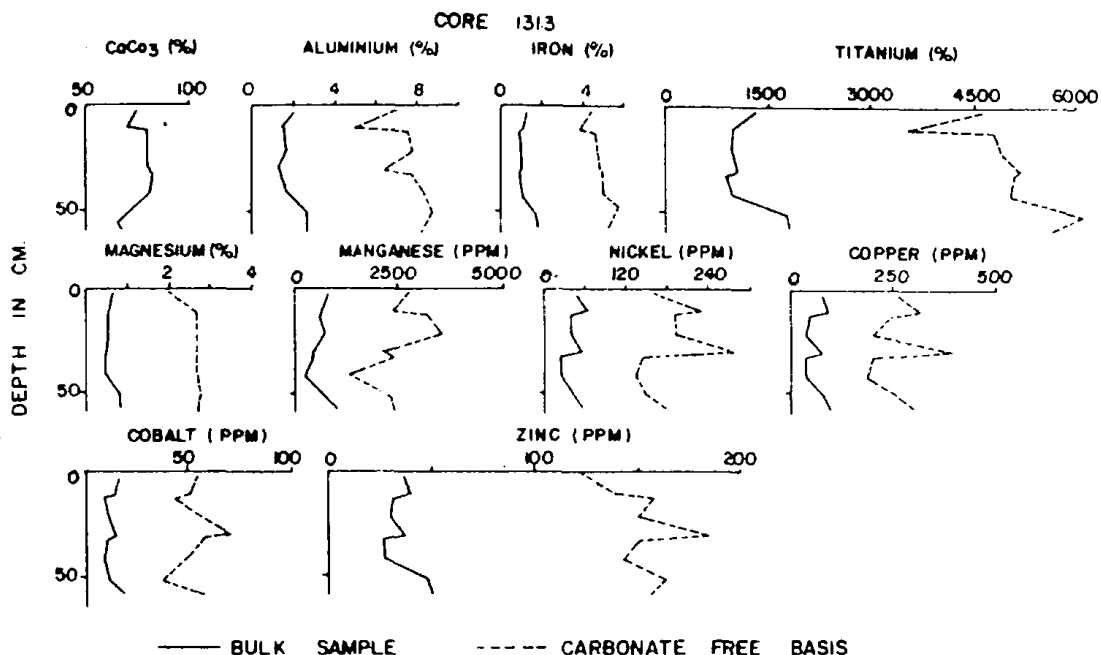 CORE 1313
CaCo3 (%) ALUMINIUM (%) IRON (%) TITANIUM (%)
50 100 0 4 8 0 4 0 1500 3000 4500 6000
0
50
MAGNESIUM (%) MANGANESE (PPM) NICKEL (PPM) COPPER (PPM)
2 4 2500 5000 0 120 240 0 250 500
0
50
COBALT (PPM) ZINC (PPM)
50 100 0 100 200
0
50
DEPTH IN CM.
BULK SAMPLE CARBONATE FREE BASIS